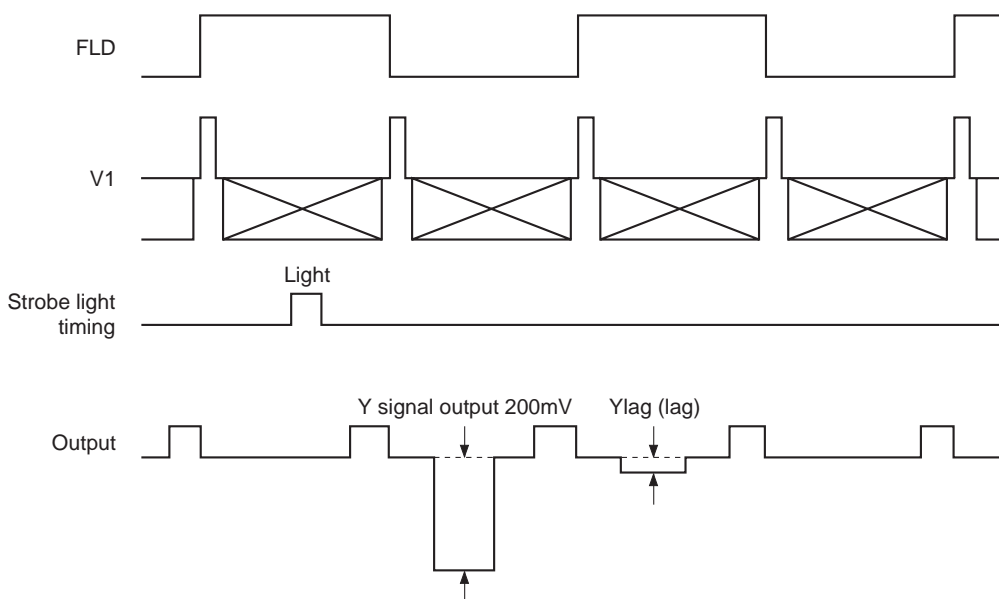 FLD
V1
Light
Strobe light
timing
Y signal output 200mV
Ylag (lag)
Output